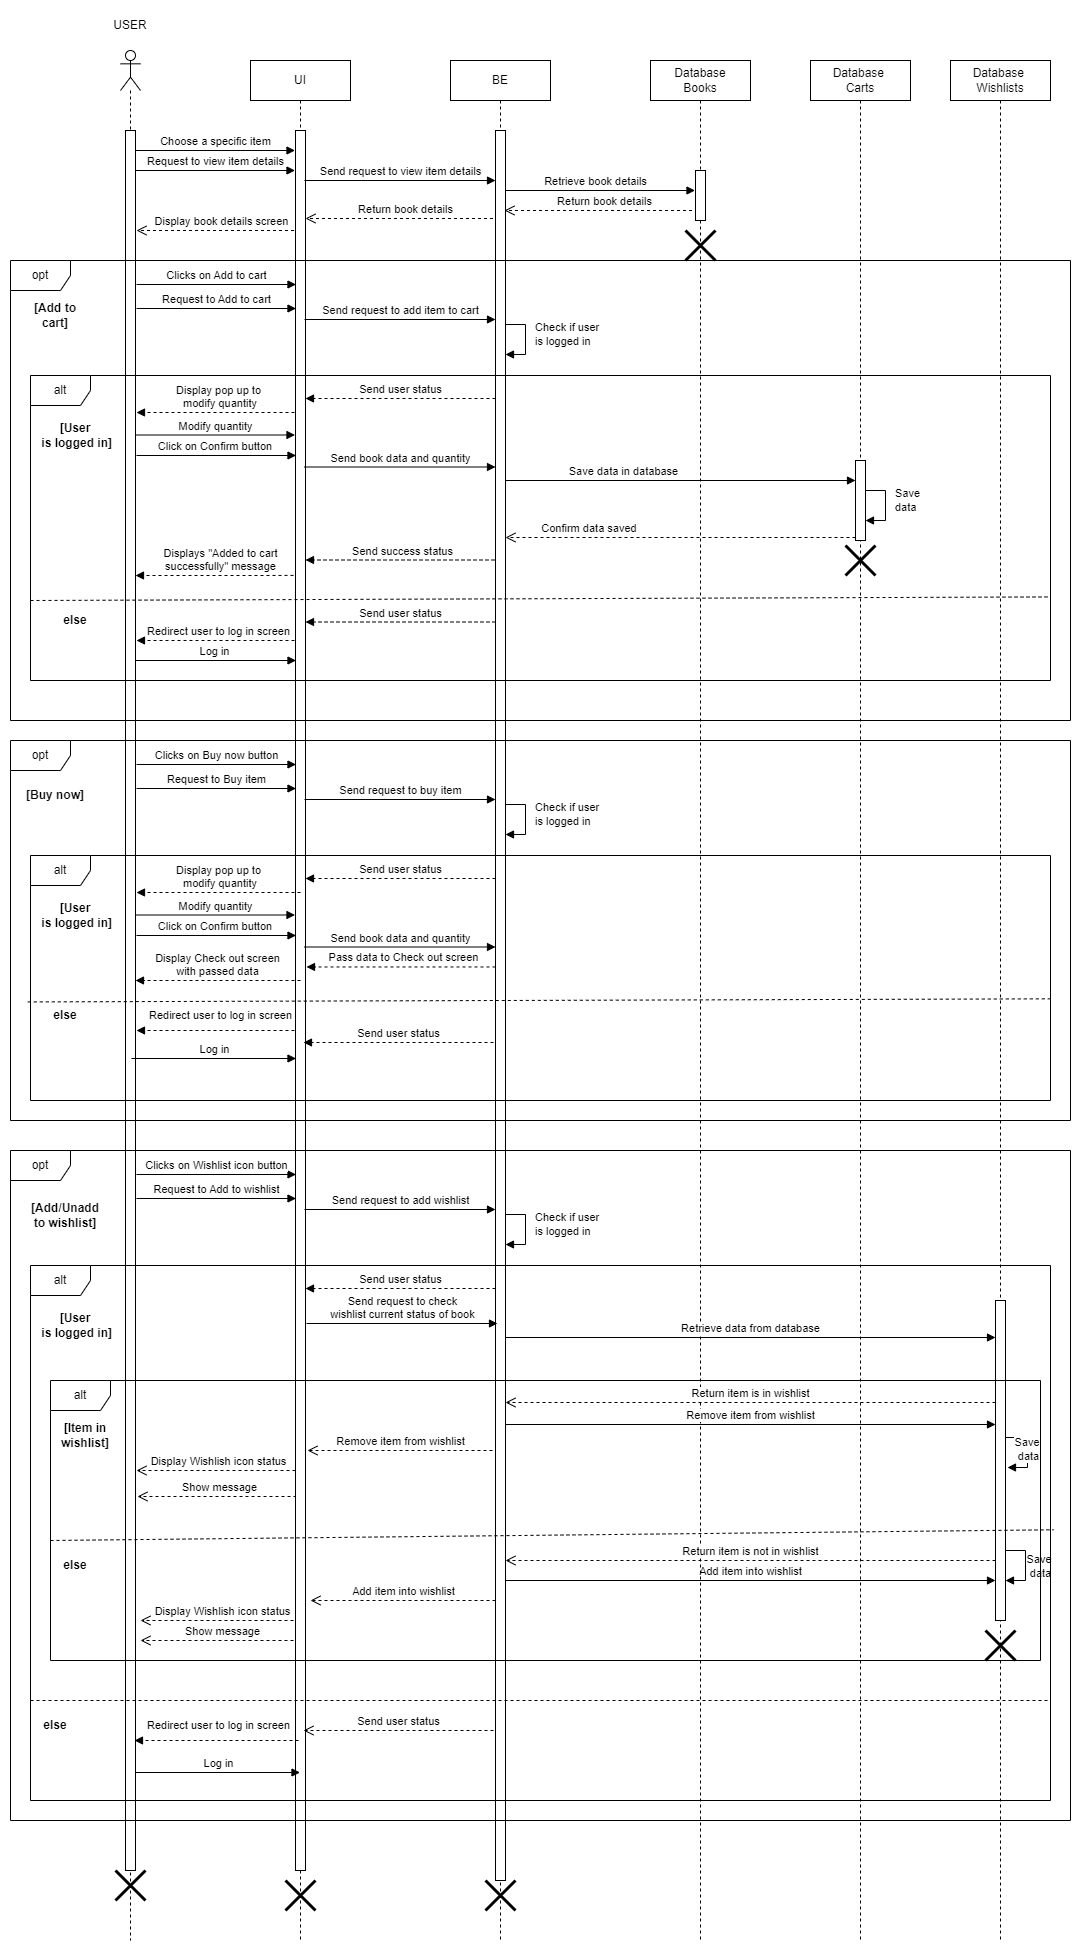 USER
UI
BE
Database
Books
Database
Carts
Database
Wishlists
Choose a specific item
Request to view item details
Send request to view item details
Retrieve book details
Return book details
Return book details
Display book details screen
opt
[Add to
cart]
Clicks on Add to cart
Request to Add to cart
Send request to add item to cart
Check if user
is logged in
alt
[User
is logged in]
Send user status
Display pop up to
modify quantity
Modify quantity
Click on Confirm button
Send book data and quantity
Save data in database
Save
data
Confirm data saved
Send success status
Displays "Added to cart
successfully" message
else
Send user status
Redirect user to log in screen
Log in
opt
[Buy now]
Clicks on Buy now button
Request to Buy item
Send request to buy item
Check if user
is logged in
alt
[User
is logged in]
Send user status
Display pop up to
modify quantity
Modify quantity
Click on Confirm button
Send book data and quantity
Pass data to Check out screen
Display Check out screen
with passed data
else
Redirect user to log in screen
Send user status
Log in
opt
[Add/Unadd
to wishlist]
Clicks on Wishlist icon button
Request to Add to wishlist
Send request to add wishlist
Check if user
is logged in
alt
[User
is logged in]
Send user status
Send request to check
wishlist current status of book
Retrieve data from database
alt
[Item in
wishlist]
Return item is in wishlist
Remove item from wishlist
Save
data
Remove item from wishlist
Display Wishlish icon status
Show message
else
Return item is not in wishlist
Save
data
Add item into wishlist
Add item into wishlist
Display Wishlish icon status
Show message
else
Send user status
Redirect user to log in screen
Log in